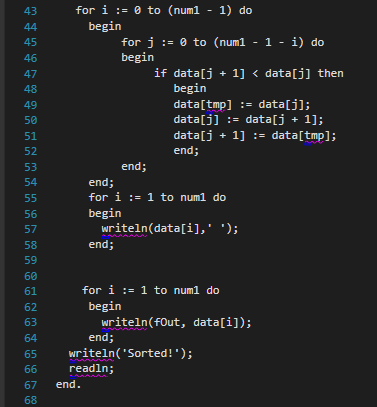 43 for i := 0 to (num1 - 1) do
44 begin
45 for j := 0 to (num1 - 1 - i) do
46 begin
47 if data[j + 1] < data[j] then
48 begin
49 data[tmp] := data[j];
50 data[j] := data[j + 1];
51 data[j + 1] := data[tmp];
52 end;
53 end;
54 end;
55 for i := 1 to num1 do
56 begin
57 writeln(data[i],' ');
58 end;
59
60
61 for i := 1 to num1 do
62 begin
63 writeln(fOut, data[i]);
64 end;
65 writeln('Sorted!');
66 readln;
67 end.
68